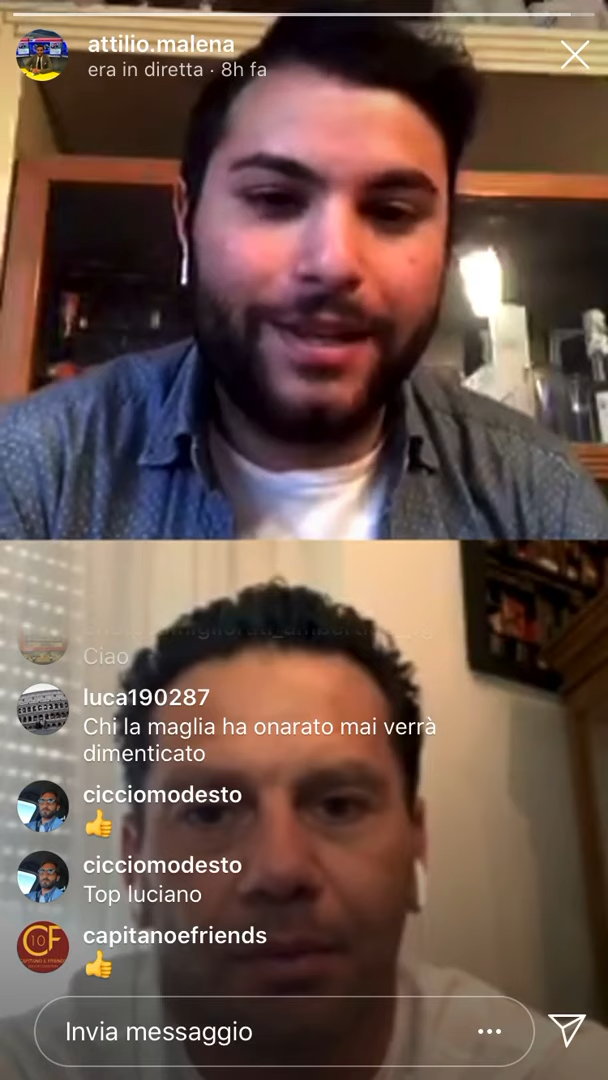 attilio.malena
era in diretta · 8h fa
Ciao
luca190287
Chi la maglia ha onarato mai verrà
dimenticato
cicciomodesto
👍
cicciomodesto
Top luciano
capitanoefriends
👍
Invia messaggio